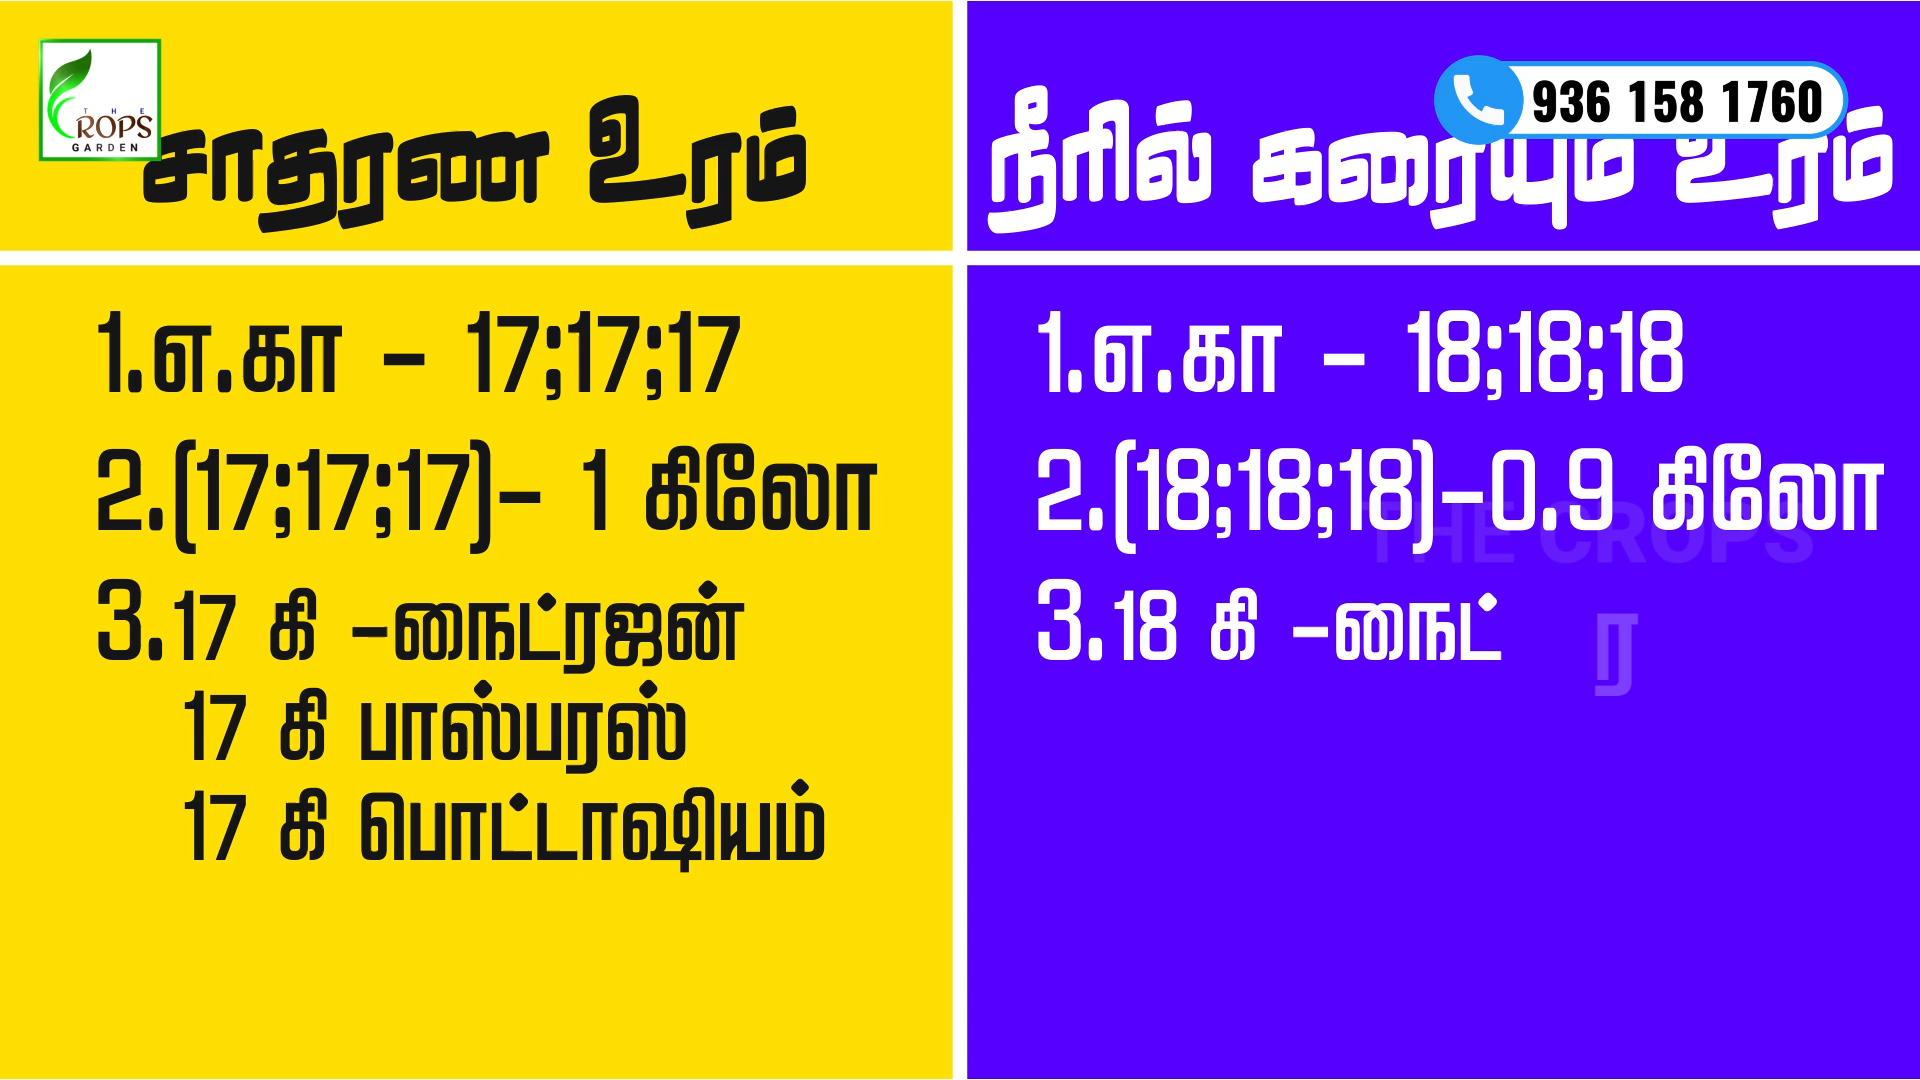 THE
CROPS
GARDEN
சாதரண உரம்
936 158 1760
நீரில் கரையும் உரம்
1.எ.கா - 17;17;17
2.(17;17;17)- 1 கிலோ
3.17 கி -நைட்ரஜன்
17 கி பாஸ்பரஸ்
17 கி பொட்டாஷியம்
1.எ.கா - 18;18;18
2.(18;18;18)-0.9 கிலோ
THE CROPS
3.18 கி -நைட் ர